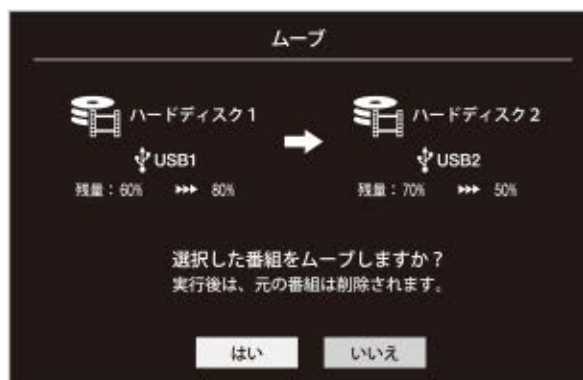 ムーブ
ハードディスク1 ハードディスク2
USB1 USB2
残量：60% 80% 残量：70% 50%
選択した番組をムーブしますか？
実行後は、元の番組は削除されます。
はい いいえ